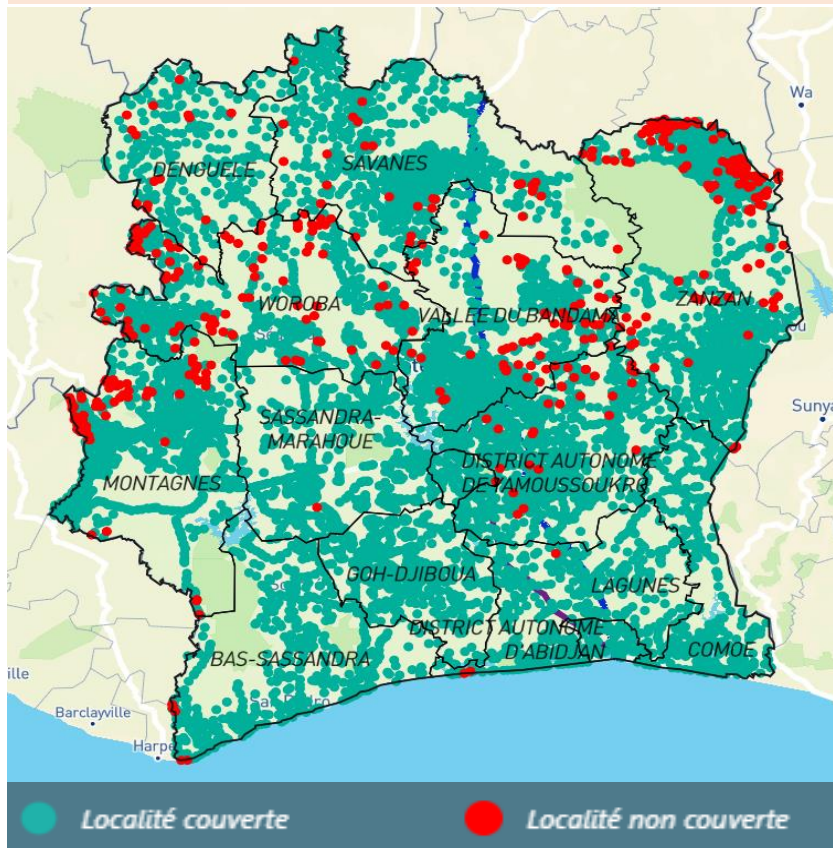 Wa
DENGUELE
SAVANES
WOROBA
VALLEE DU BANDAMA
ZANZAN
Sunya
SASSANDRA-
MARAHOUE
DISTRICT AUTONOME
DE YAMOUSSOUKRO
MONTAGNES
GOH-DJIBOUA
LAGUNES
DISTRICT AUTONOME
D'ABIDJAN
COMOE
BAS-SASSANDRA
ille
Barclayville
Harpe
Localité couverte
Localité non couverte